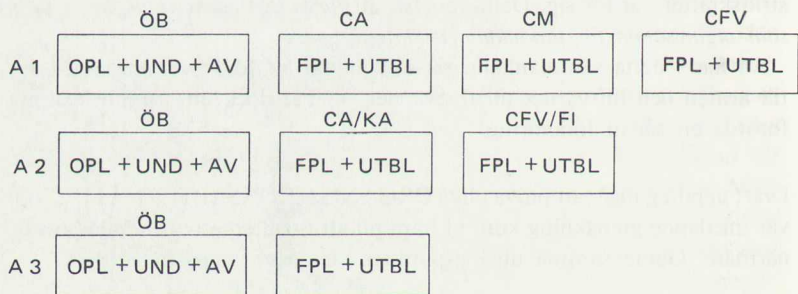 ÖB CA CM CFV
A 1 OPL + UND + AV FPL + UTBL FPL + UTBL FPL + UTBL
ÖB CA/KA CFV/FI
A 2 OPL + UND + AV FPL + UTBL FPL + UTBL
ÖB
A 3 OPL + UND + AV FPL + UTBL